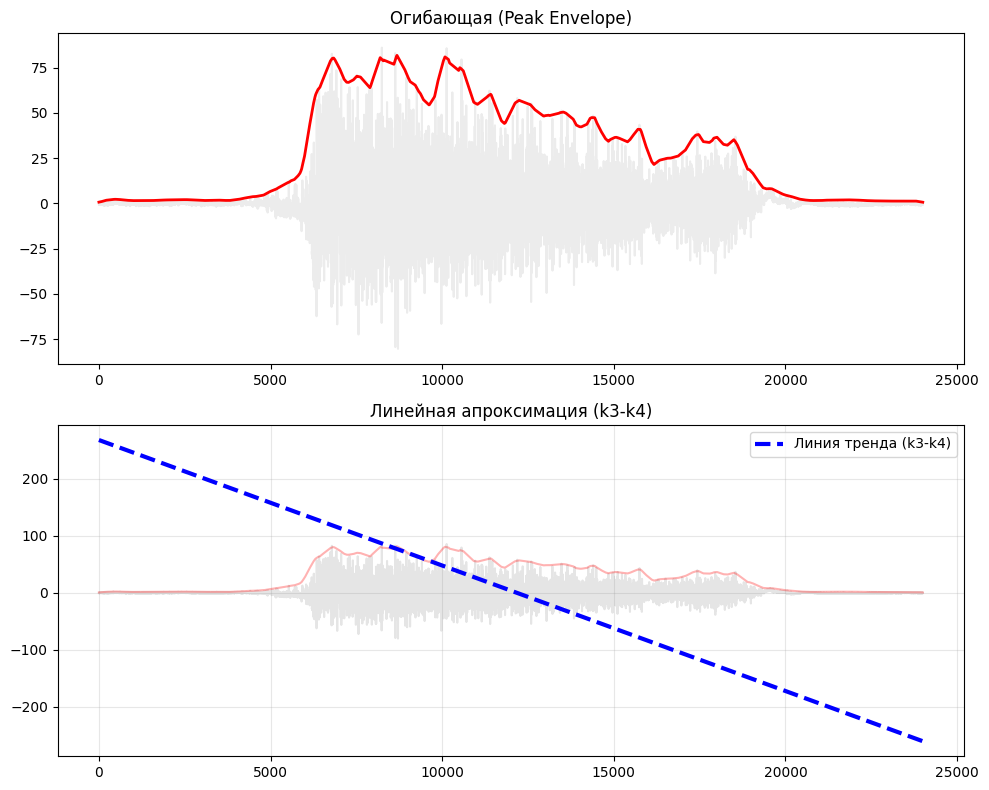 Огибающая (Peak Envelope)
75
50
25
0
−25
−50
−75
0 5000 10000 15000 20000 25000
Линейная апроксимация (k3-k4)
Линия тренда (k3-k4)
200
100
0
−100
−200
0 5000 10000 15000 20000 25000